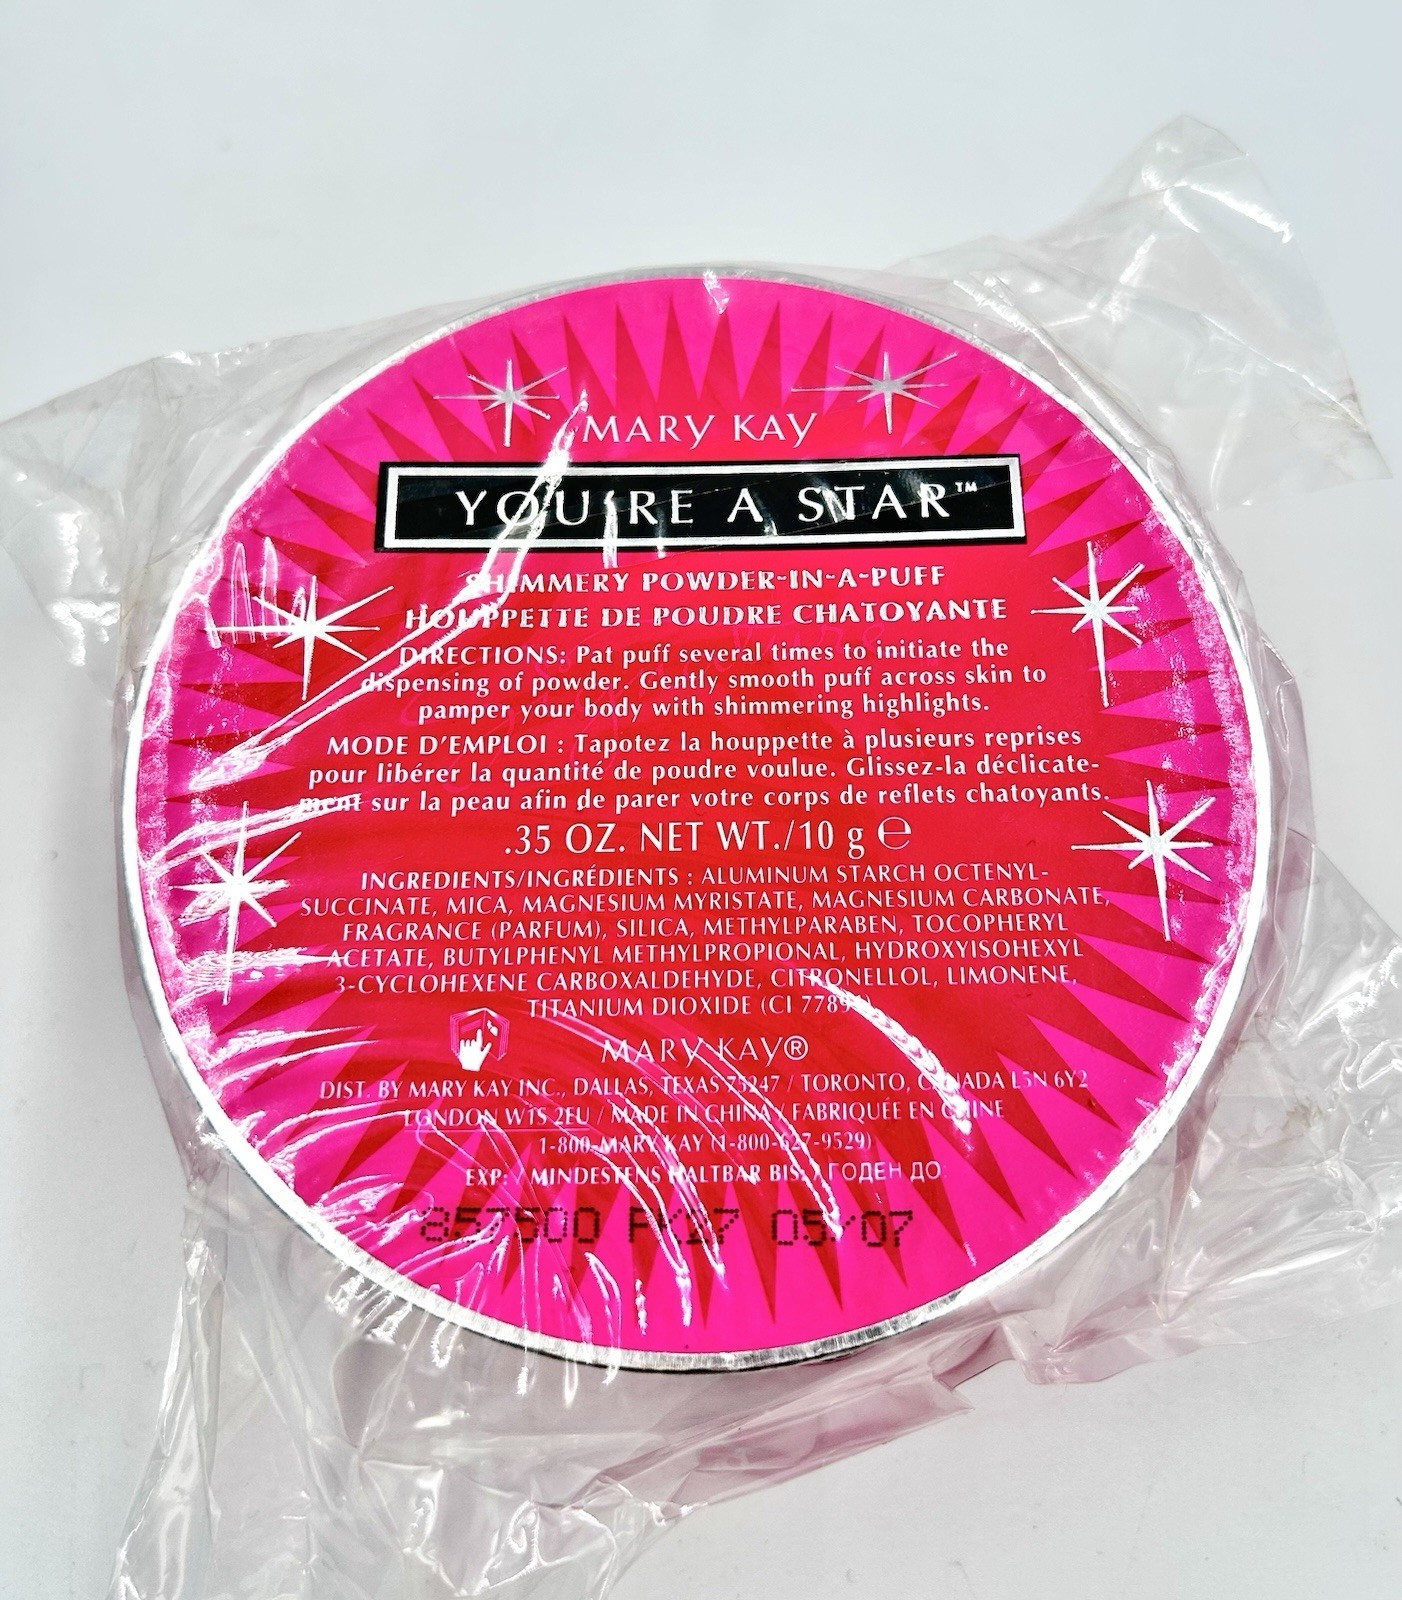 MARY KAY
YOU'RE A STAR™
SHIMMERY POWDER-IN-A-PUFF
HOUPPETTE DE POUDRE CHATOYANTE
DIRECTIONS: Pat puff several times to initiate the
dispensing of powder. Gently smooth puff across skin to
pamper your body with shimmering highlights.
MODE D'EMPLOI : Tapotez la houppette à plusieurs reprises
pour libérer la quantité de poudre voulue. Glissez-la déclicate-
ment sur la peau afin de parer votre corps de reflets chatoyants.
.35 OZ. NET WT./10 g ℮
INGREDIENTS/INGRÉDIENTS : ALUMINUM STARCH OCTENYL-
SUCCINATE, MICA, MAGNESIUM MYRISTATE, MAGNESIUM CARBONATE,
FRAGRANCE (PARFUM), SILICA, METHYLPARABEN, TOCOPHERYL
ACETATE, BUTYLPHENYL METHYLPROPIONAL, HYDROXYISOHEXYL
3-CYCLOHEXENE CARBOXALDEHYDE, CITRONELLOL, LIMONENE,
TITANIUM DIOXIDE (CI 77891)
MARY KAY®
DIST. BY MARY KAY INC., DALLAS, TEXAS 75247 / TORONTO, CANADA L5N 6Y2
LONDON W1S 2EU / MADE IN CHINA / FABRIQUÉE EN CHINE
1-800-MARY KAY (1-800-627-9529)
EXP: / MINDESTENS HALTBAR BIS: / ГОДЕН ДО:
857500 PK27 05/07